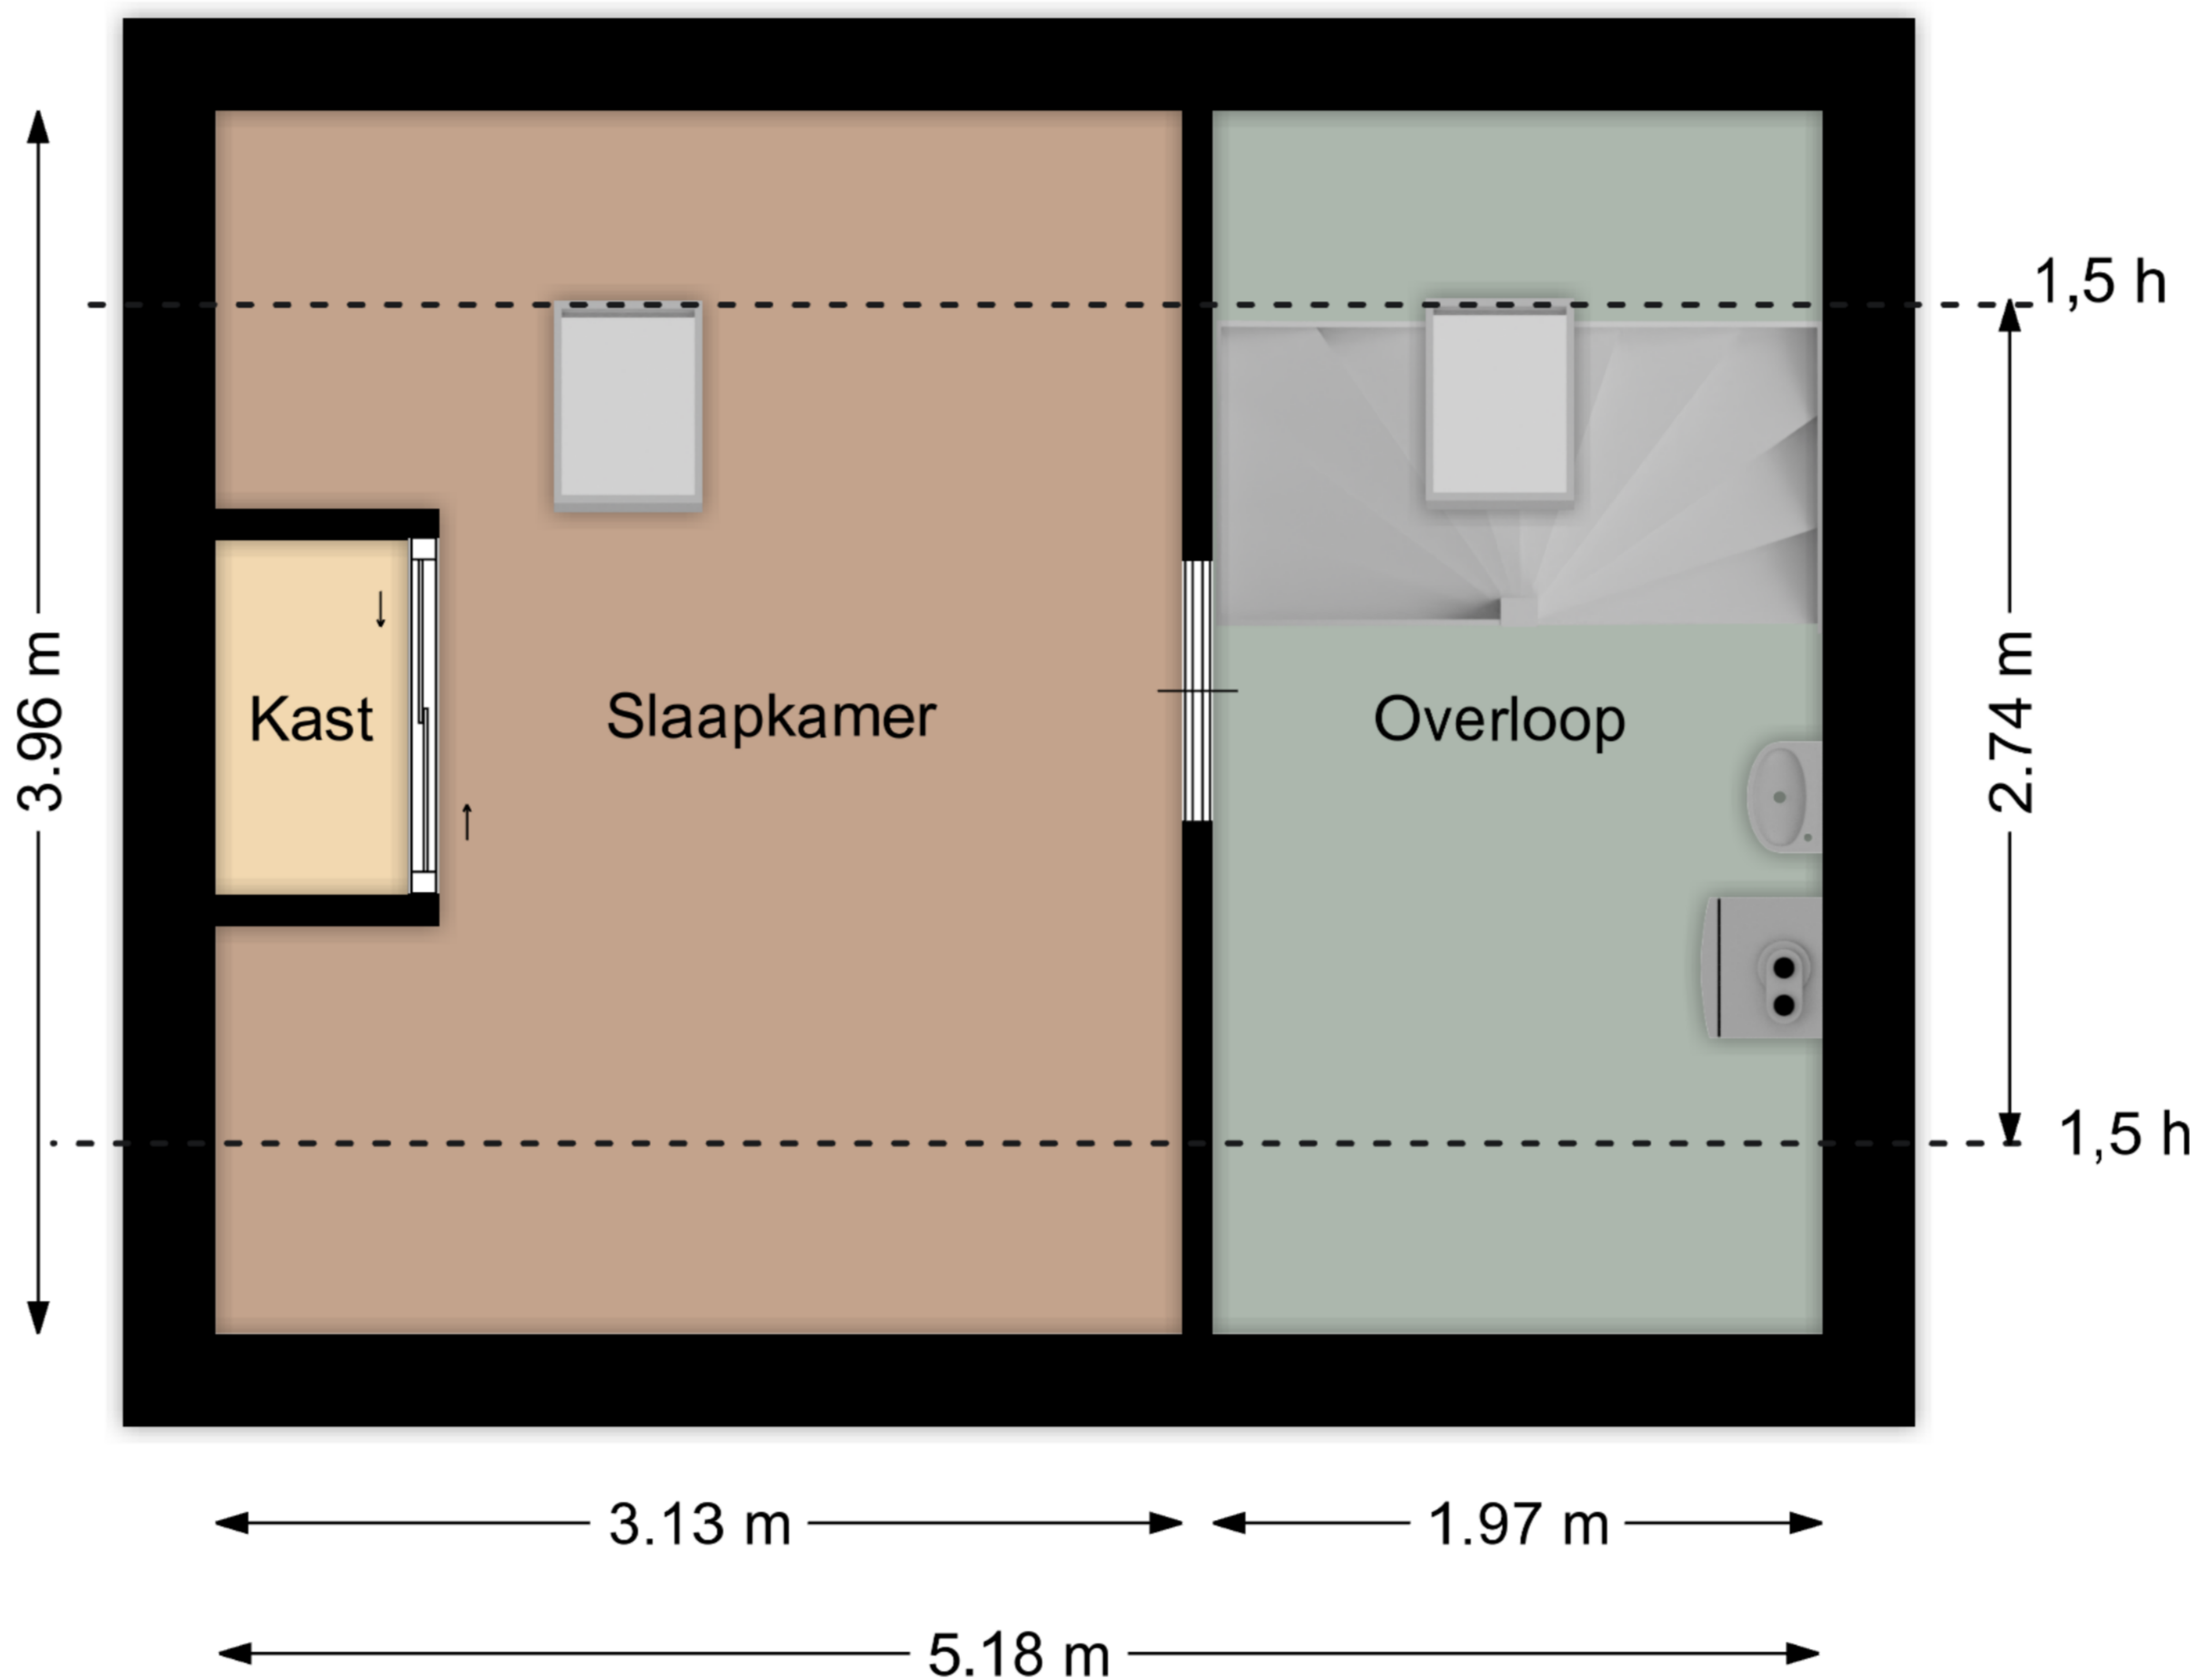 1,5 h
3.96 m
Kast
Slaapkamer
Overloop
2.74 m
1,5 h
3.13 m
1.97 m
5.18 m